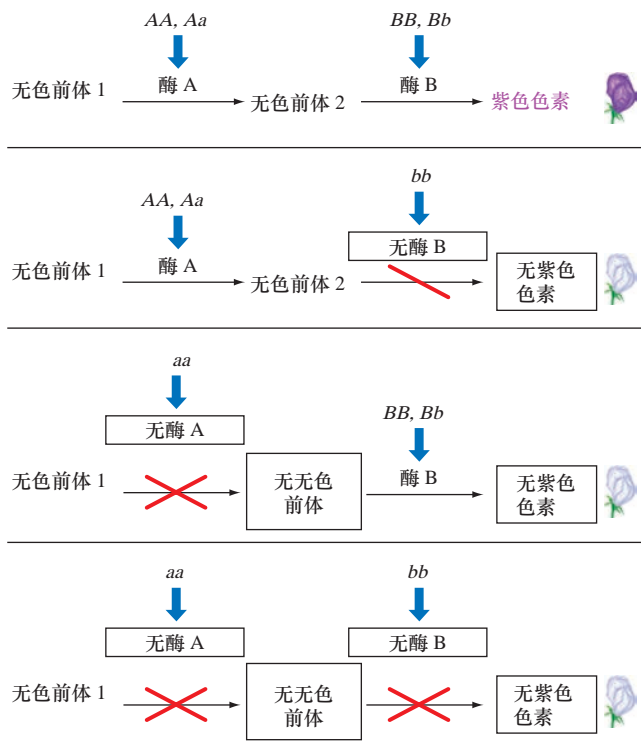 AA, Aa
BB, Bb
无色前体 1
酶 A
无色前体 2
酶 B
紫色色素
AA, Aa
bb
无色前体 1
酶 A
无色前体 2
无酶 B
无紫色
色素
aa
无酶 A
BB, Bb
无色前体 1
无无色
前体
酶 B
无紫色
色素
aa
bb
无酶 A
无酶 B
无色前体 1
无无色
前体
无紫色
色素